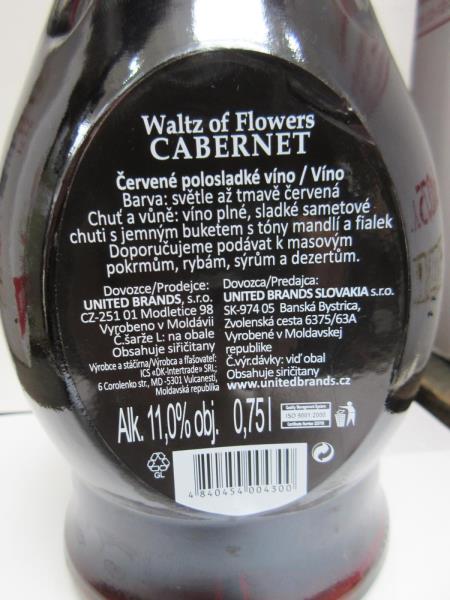 Waltz of Flowers
CABERNET
Červené polosladké víno / Víno
Barva: světle až tmavě červená
Chuť a vůně: víno plné, sladké sametové
chuti s jemným buketem s tóny mandlí a fialek
Doporučujeme podávat k masovým
pokrmům, rybám, sýrům a dezertům.
Dovozce/Prodejce:
UNITED BRANDS, s.r.o.
CZ-251 01 Modletice 98
Vyrobeno v Moldávii
Č.šarže L: na obale
Obsahuje siřičitany
Výrobce a stáčírna/Výrobca a fľašovateľ:
ICS «DK-Intertrade» SRL;
6 Corolenko str., MD -5301 Vulcanesti,
Moldavská republika
Dovozca/Predajca:
UNITED BRANDS SLOVAKIA s.r.o.
SK-974 05 Banská Bystrica,
Zvolenská cesta 6375/63A
Vyrobené v Moldavskej
republike
Č.výr.dávky: viď obal
Obsahuje siričitany
www.unitedbrands.cz
Alk. 11,0% obj. 0,75 l
ISO 9001:2000
GL
4 840454 004300